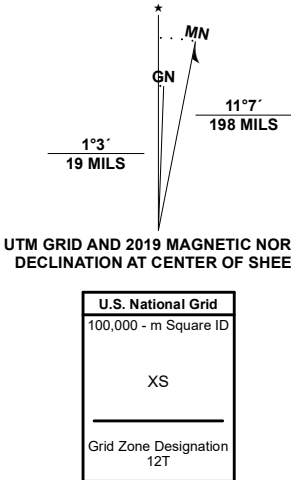 ★
MN
GN
11°7´
198 MILS
1°3´
19 MILS
UTM GRID AND 2019 MAGNETIC NOR
DECLINATION AT CENTER OF SHEE
U.S. National Grid
100,000 - m Square ID
XS
Grid Zone Designation
12T